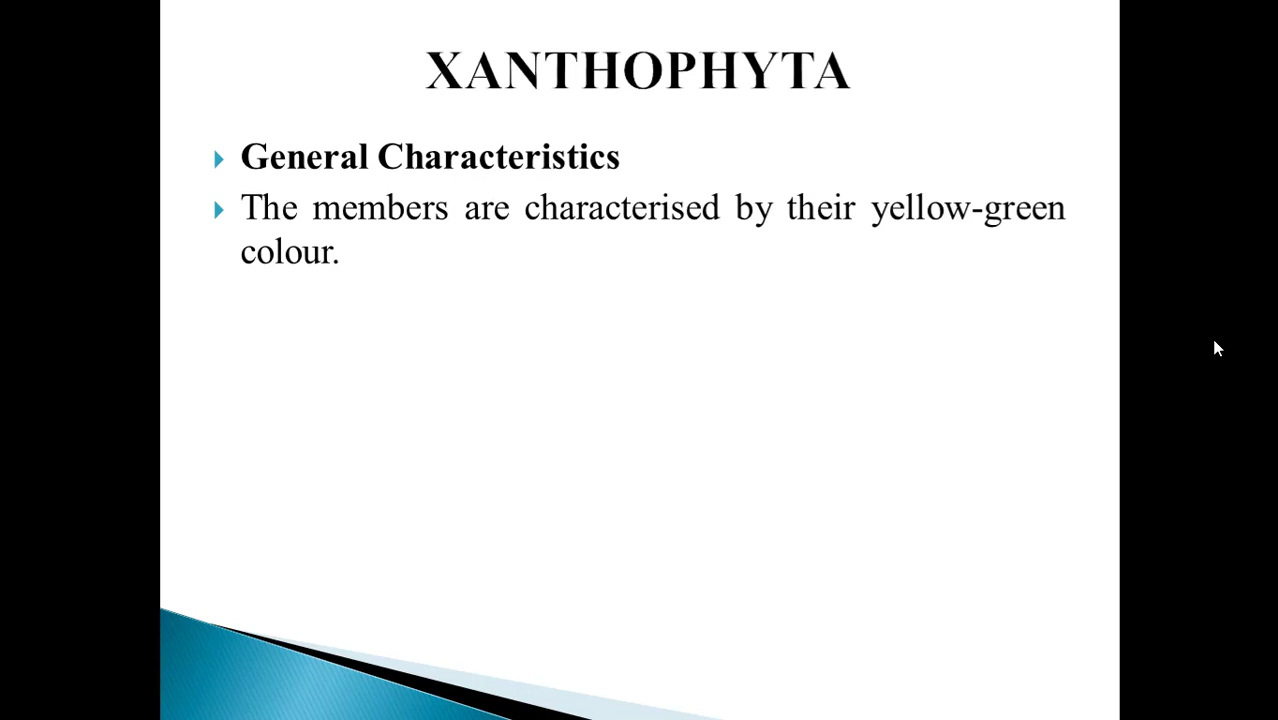 XANTHOPHYTA
General Characteristics
The members are characterised by their yellow-green
colour.